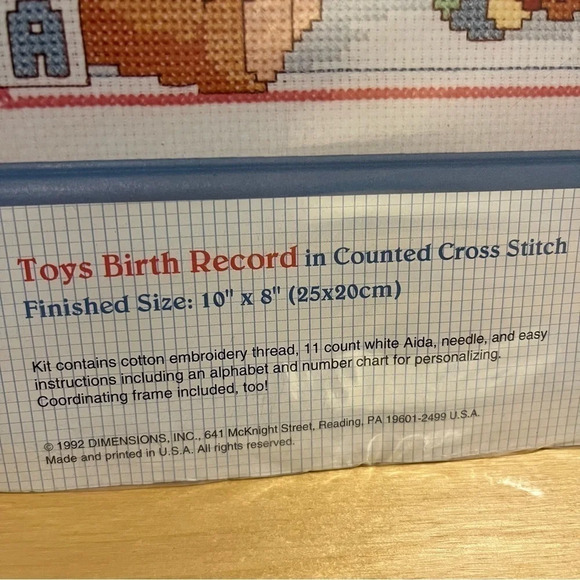 A
Toys Birth Record in Counted Cross Stitch
Finished Size: 10" x 8" (25x20cm)
Kit contains cotton embroidery thread, 11 count white Aida, needle, and easy
instructions including an alphabet and number chart for personalizing.
Coordinating frame included, too!
© 1992 DIMENSIONS, INC., 641 McKnight Street, Reading, PA 19601-2499 U.S.A.
Made and printed in U.S.A. All rights reserved.